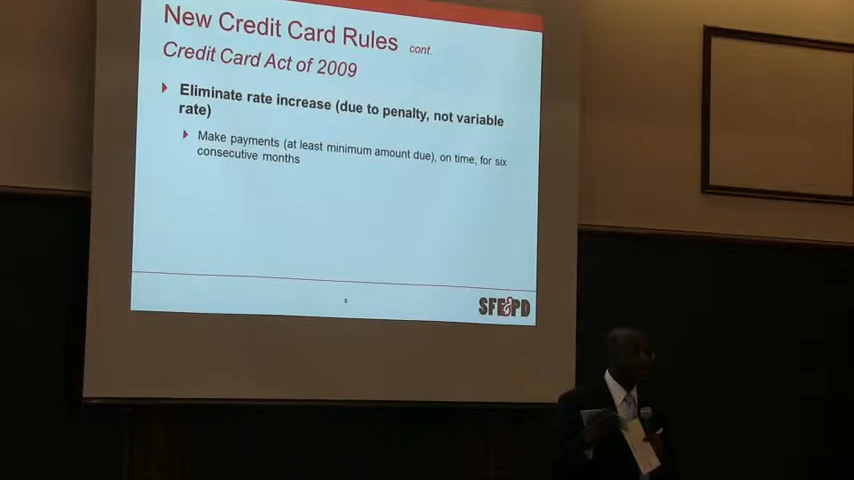 New Credit Card Rules cont.
Credit Card Act of 2009
Eliminate rate increase (due to penalty, not variable
rate)
Make payments (at least minimum amount due), on time, for six
consecutive months
SFE&PD